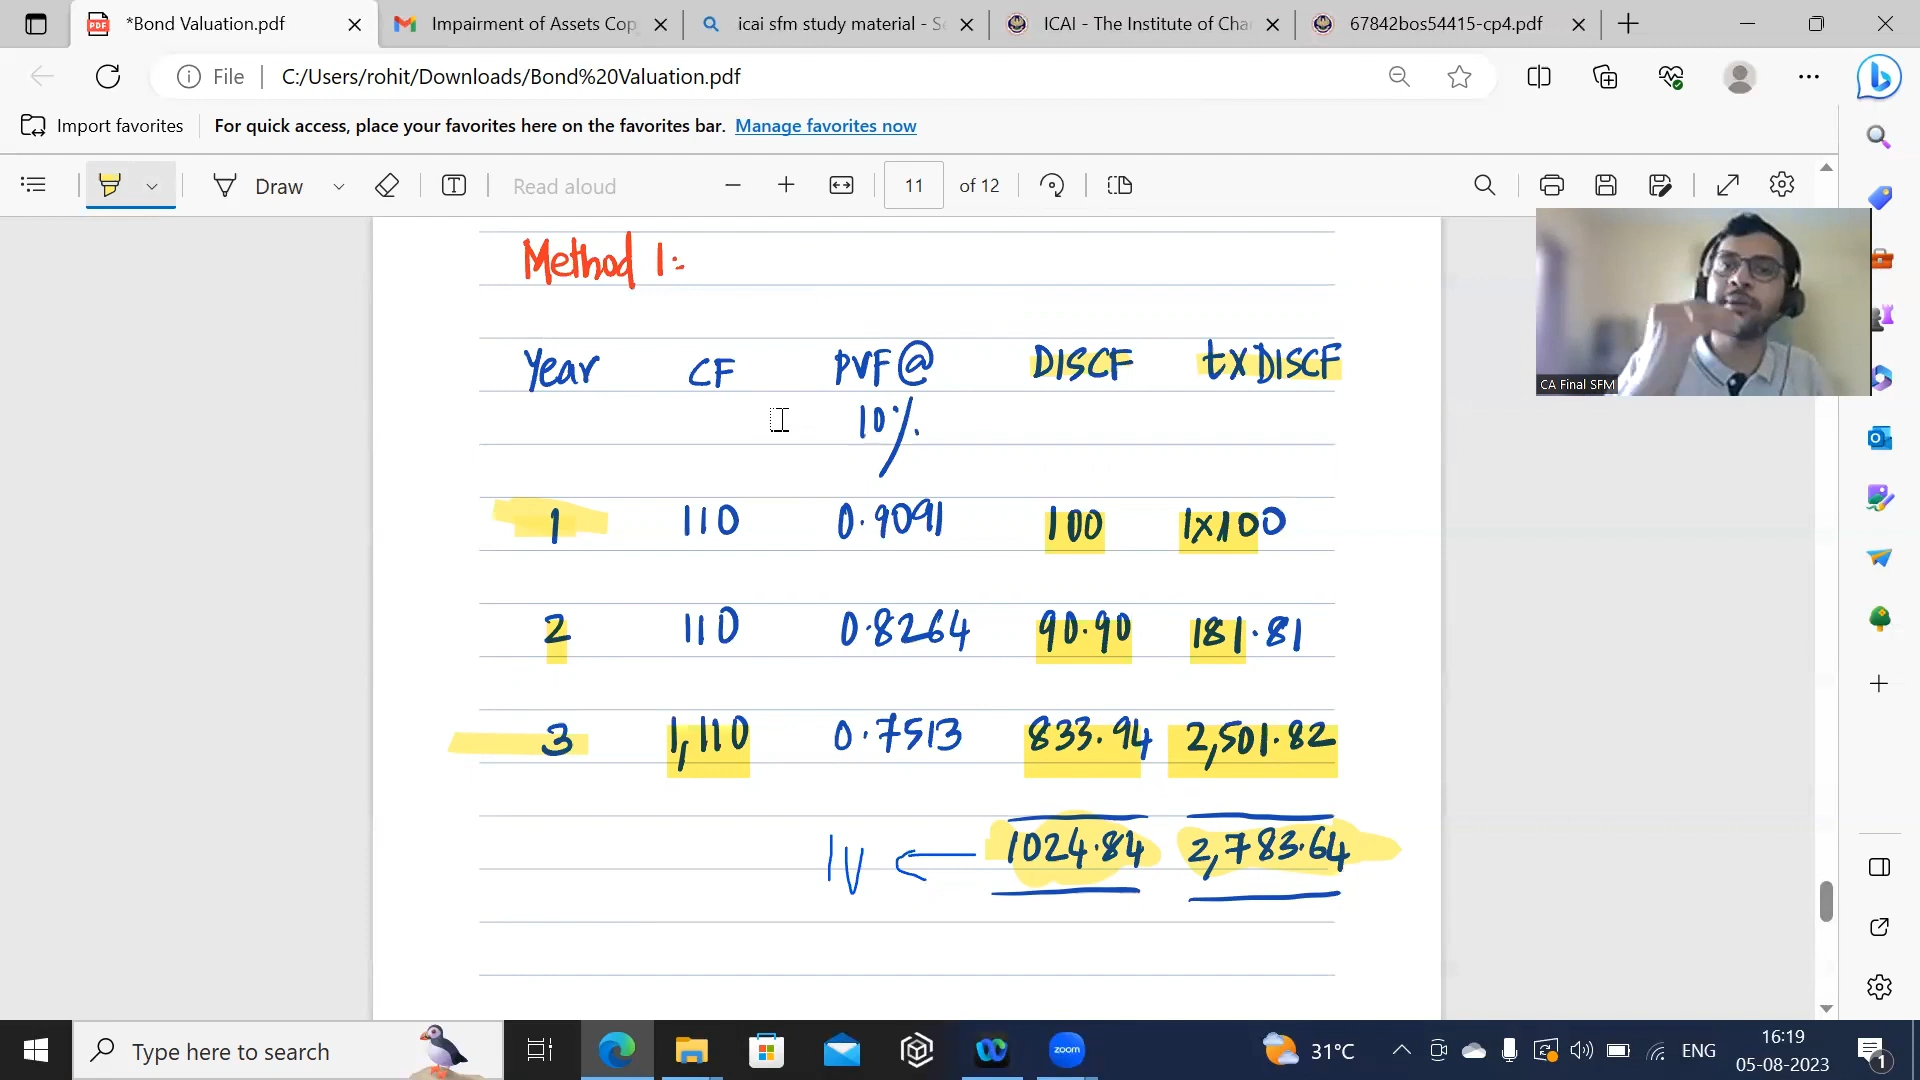 *Bond Valuation.pdf
Impairment of Assets Cop
icai sfm study material - Se
ICAI - The Institute of Char
67842bos54415-cp4.pdf
File
C:/Users/rohit/Downloads/Bond%20Valuation.pdf
Import favorites
For quick access, place your favorites here on the favorites bar. Manage favorites now
Draw
Read aloud
11 of 12
Method 1:
Year CF PVF@ DISCF tXDISCF
10%
1 110 0.9091 100 1x100
2 110 0.8264 90.90 181.81
3 1,110 0.7513 833.94 2,501.82
IV ← 1024.84 2,783.64
CA Final SFM
Type here to search
zoom
31°C
ENG
16:19
05-08-2023
1